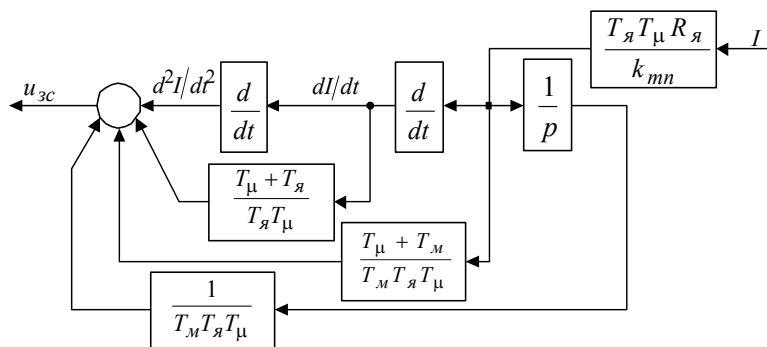 T_я T_μ R_я / k_тп
I
u_зс
d²I/dt²
d/dt
dI/dt
d/dt
1/p
T_μ + T_я / T_я T_μ
T_μ + T_м / T_м T_я T_μ
1 / T_м T_я T_μ